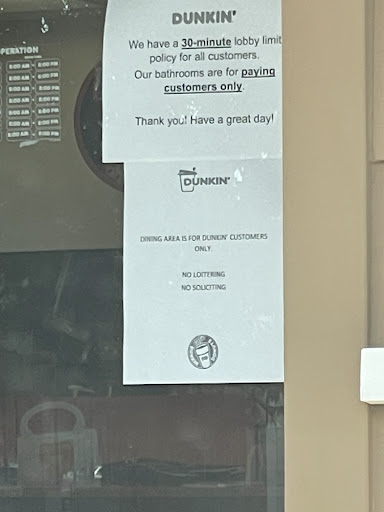 DUNKIN'
We have a 30-minute lobby limit
policy for all customers.
Our bathrooms are for paying
customers only.
Thank you! Have a great day!
PERATION
DUNKIN'
DINING AREA IS FOR DUNKIN' CUSTOMERS
ONLY.
NO LOITERING
NO SOLICITING